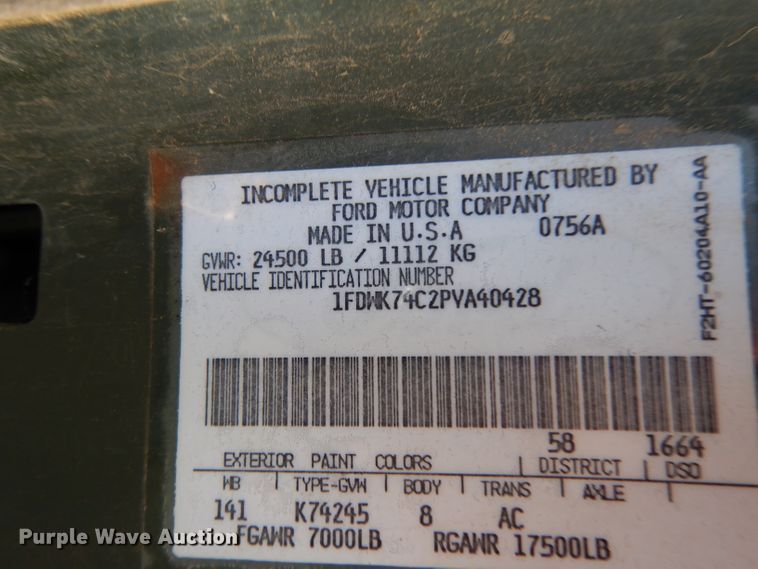 INCOMPLETE VEHICLE MANUFACTURED BY
FORD MOTOR COMPANY
MADE IN U.S.A 0756A
GVWR: 24500 LB / 11112 KG
VEHICLE IDENTIFICATION NUMBER
1FDWK74C2PVA40428
F2HT-60204A10-AA
58 1664
EXTERIOR PAINT COLORS DISTRICT DSO
WB TYPE-GVW BODY TRANS AXLE
141 K74245 8 AC
FGAWR 7000LB RGAWR 17500LB
Purple Wave Auction